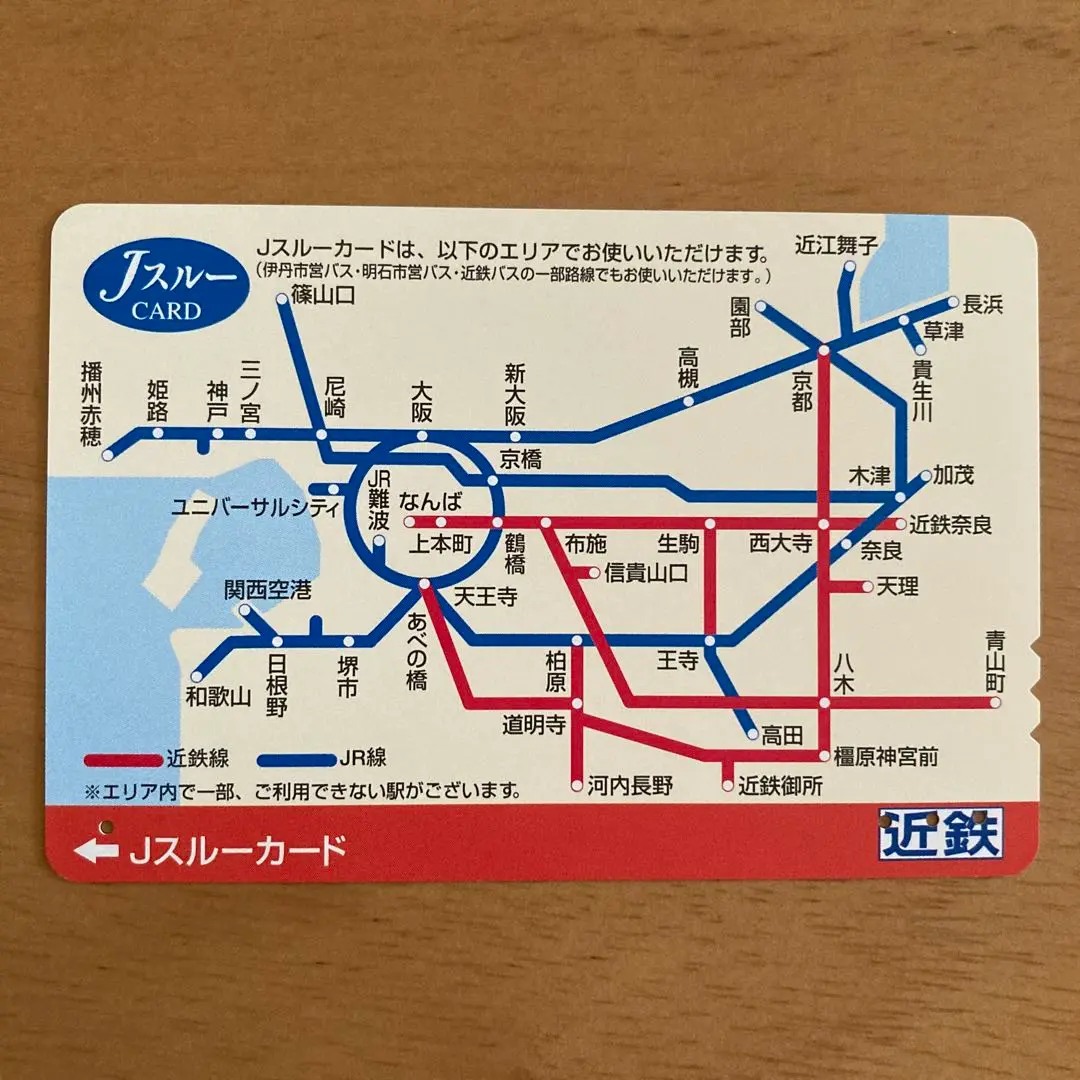 Jスルー
CARD
Jスルーカードは、以下のエリアでお使いいただけます。
(伊丹市営バス・明石市営バス・近鉄バスの一部路線でもお使いいただけます。)
近江舞子
篠山口
園部
長浜
草津
貴生川
播州赤穂
姫路
神戸
三ノ宮
尼崎
大阪
新大阪
高槻
京都
京橋
木津
加茂
ユニバーサルシティ
JR難波
なんば
上本町
鶴橋
布施
生駒
西大寺
近鉄奈良
奈良
信貴山口
天理
関西空港
天王寺
あべの橋
和歌山
日根野
堺市
柏原
王寺
八木
青山町
道明寺
高田
橿原神宮前
河内長野
近鉄御所
近鉄線
JR線
※エリア内で一部、ご利用できない駅がございます。
←Jスルーカード
近鉄